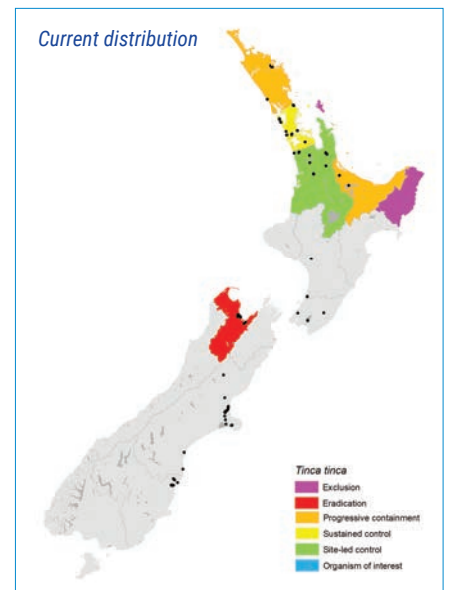 Current distribution
Tinca tinca
Exclusion
Eradication
Progressive containment
Sustained control
Site-led control
Organism of interest